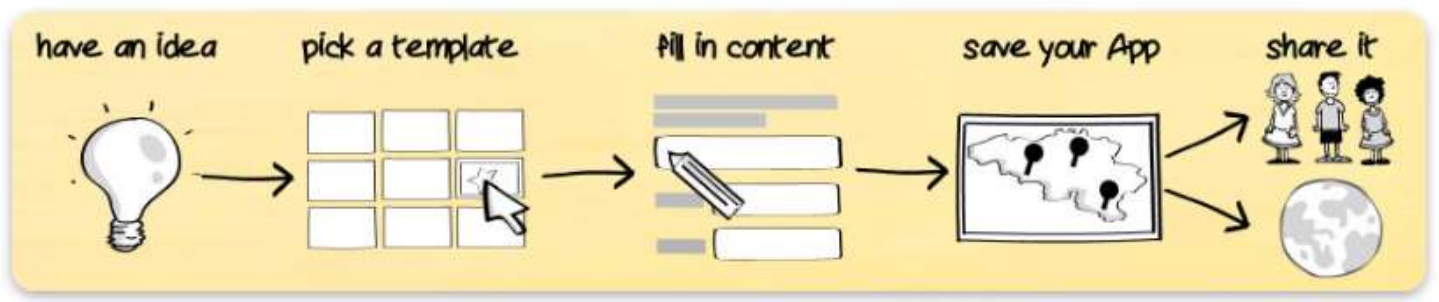 have an idea
pick a template
fill in content
save your App
share it